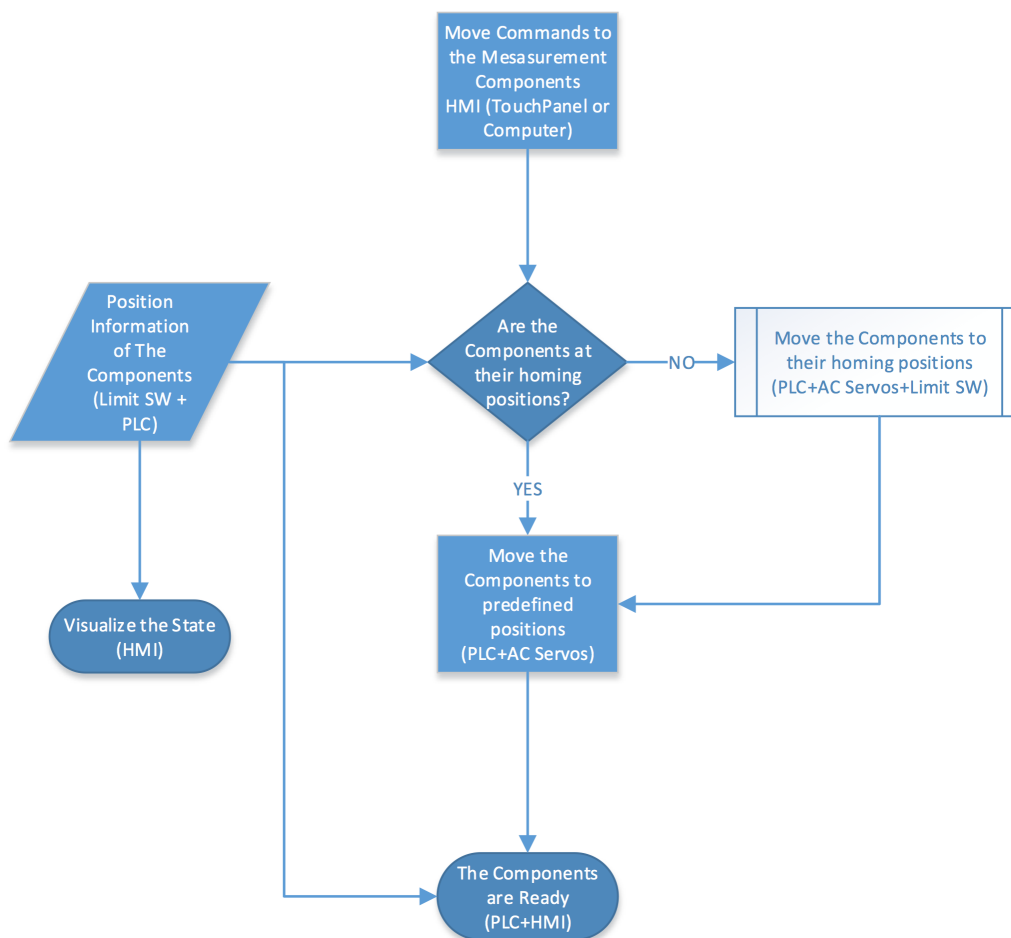 Move Commands to
the Mesasurement
Components
HMI (TouchPanel or
Computer)
Position
Information
of The
Components
(Limit SW +
PLC)
Are the
Components at
their homing
positions?
NO
Move the Components to
their homing positions
(PLC+AC Servos+Limit SW)
YES
Move the
Components to
predefined
positions
(PLC+AC Servos)
Visualize the State
(HMI)
The Components
are Ready
(PLC+HMI)